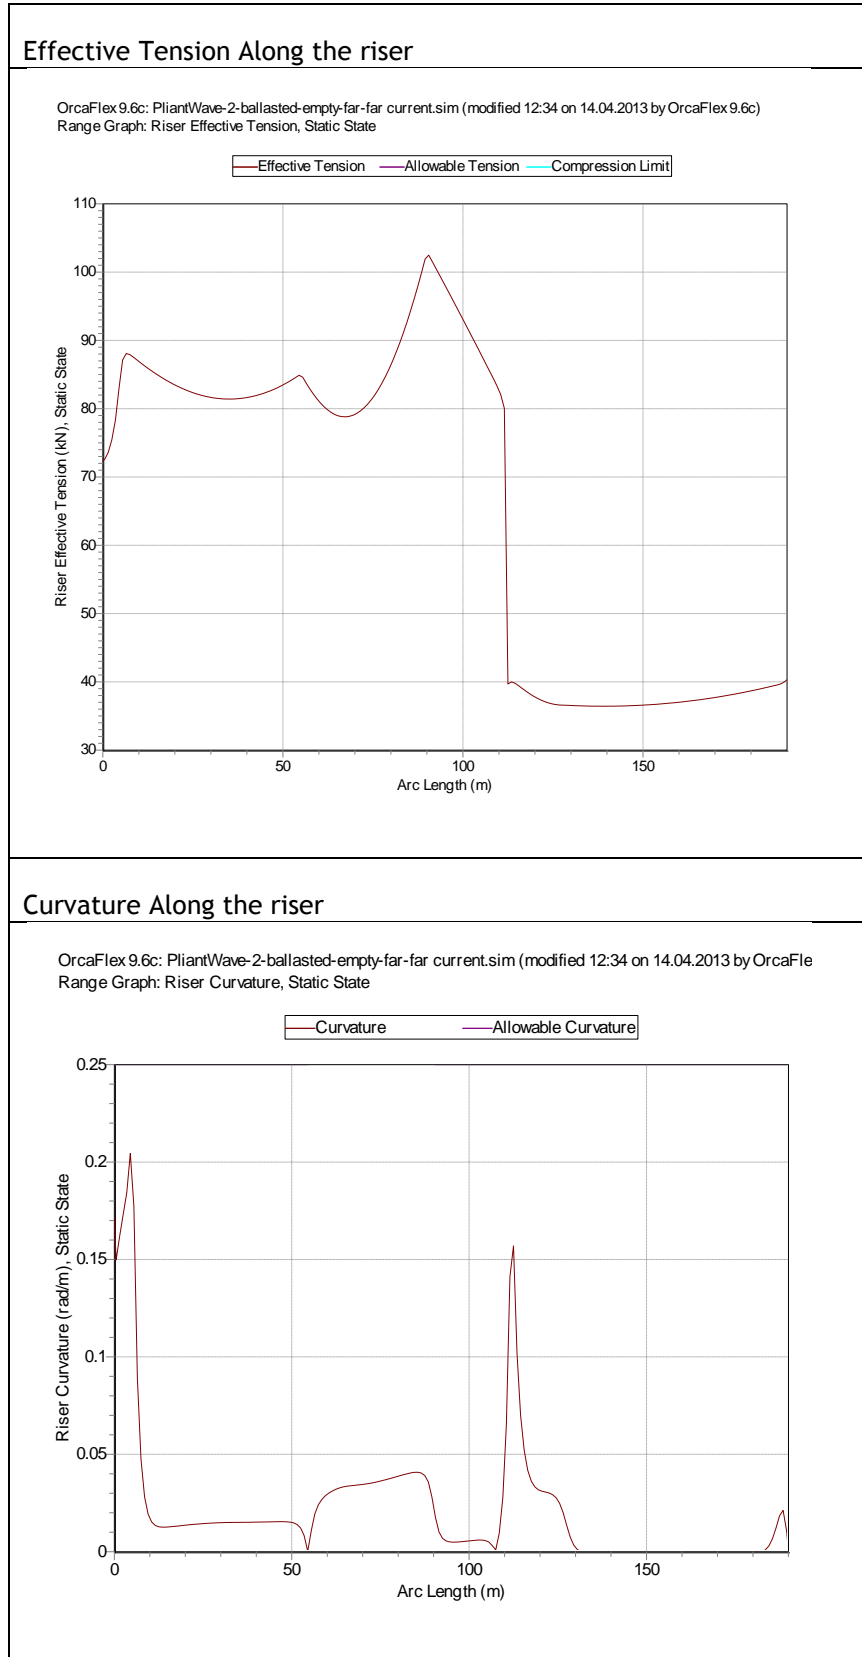 Effective Tension Along the riser
OrcaFlex 9.6c: PliantWave-2-ballasted-empty-far-far current.sim (modified 12:34 on 14.04.2013 by OrcaFlex 9.6c)
Range Graph: Riser Effective Tension, Static State
Effective Tension Allowable Tension Compression Limit
110
100
90
80
70
60
50
40
30
Riser Effective Tension (kN), Static State
0 50 100 150
Arc Length (m)
Curvature Along the riser
OrcaFlex 9.6c: PliantWave-2-ballasted-empty-far-far current.sim (modified 12:34 on 14.04.2013 by OrcaFle
Range Graph: Riser Curvature, Static State
Curvature Allowable Curvature
0.25
0.2
0.15
0.1
0.05
0
Riser Curvature (rad/m), Static State
0 50 100 150
Arc Length (m)